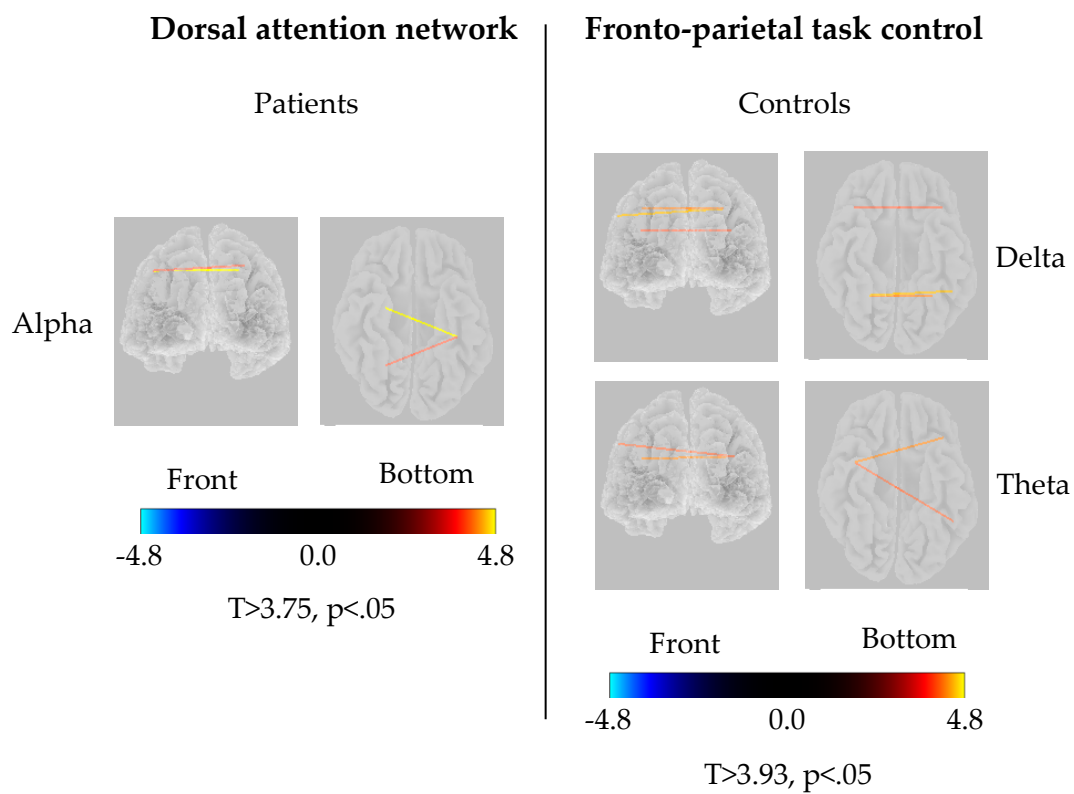 Dorsal attention network
Patients
Alpha
Front
Bottom
-4.8
0.0
4.8
T>3.75, p<.05
Fronto-parietal task control
Controls
Delta
Theta
Front
Bottom
-4.8
0.0
4.8
T>3.93, p<.05